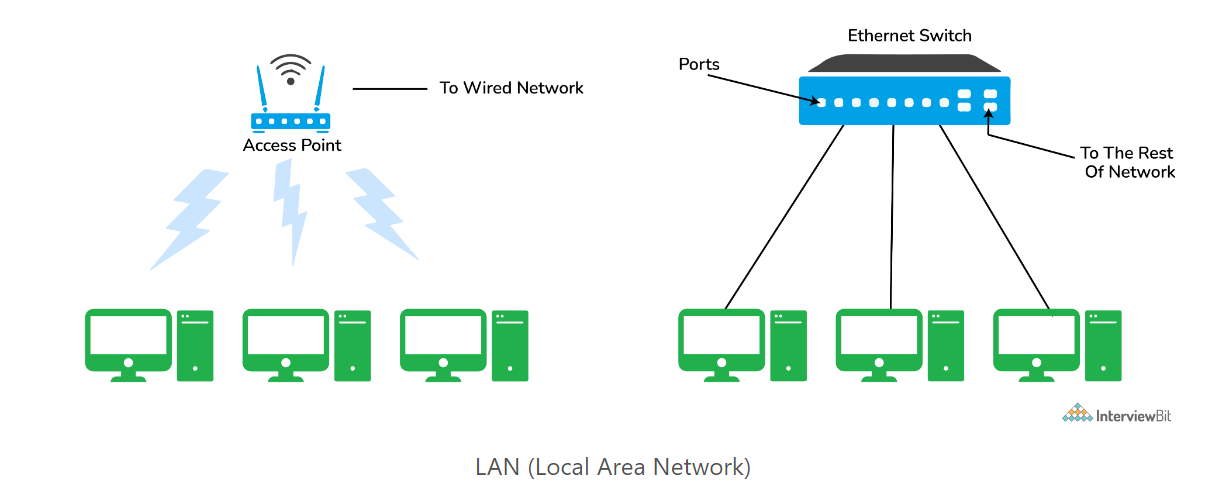 Ethernet Switch
Ports
To Wired Network
Access Point
To The Rest
Of Network
InterviewBit
LAN (Local Area Network)